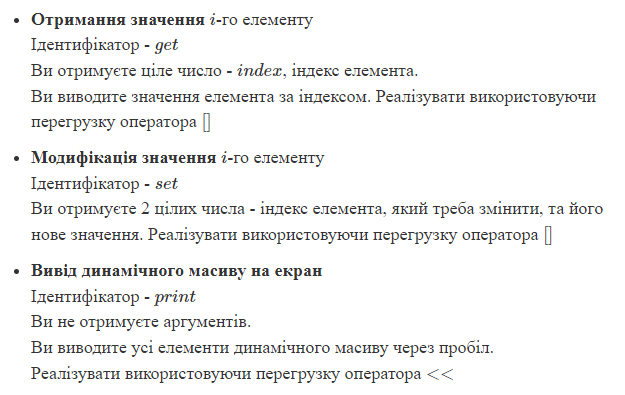 • Отримання значення i-го елементу
Ідентифікатор - get
Ви отримуєте ціле число - index, індекс елемента.
Ви виводите значення елемента за індексом. Реалізувати використовуючи
перегрузку оператора []
• Модифікація значення i-го елементу
Ідентифікатор - set
Ви отримуєте 2 цілих числа - індекс елемента, який треба змінити, та його
нове значення. Реалізувати використовуючи перегрузку оператора []
• Вивід динамічного масиву на екран
Ідентифікатор - print
Ви не отримуєте аргументів.
Ви виводите усі елементи динамічного масиву через пробіл.
Реалізувати використовуючи перегрузку оператора <<